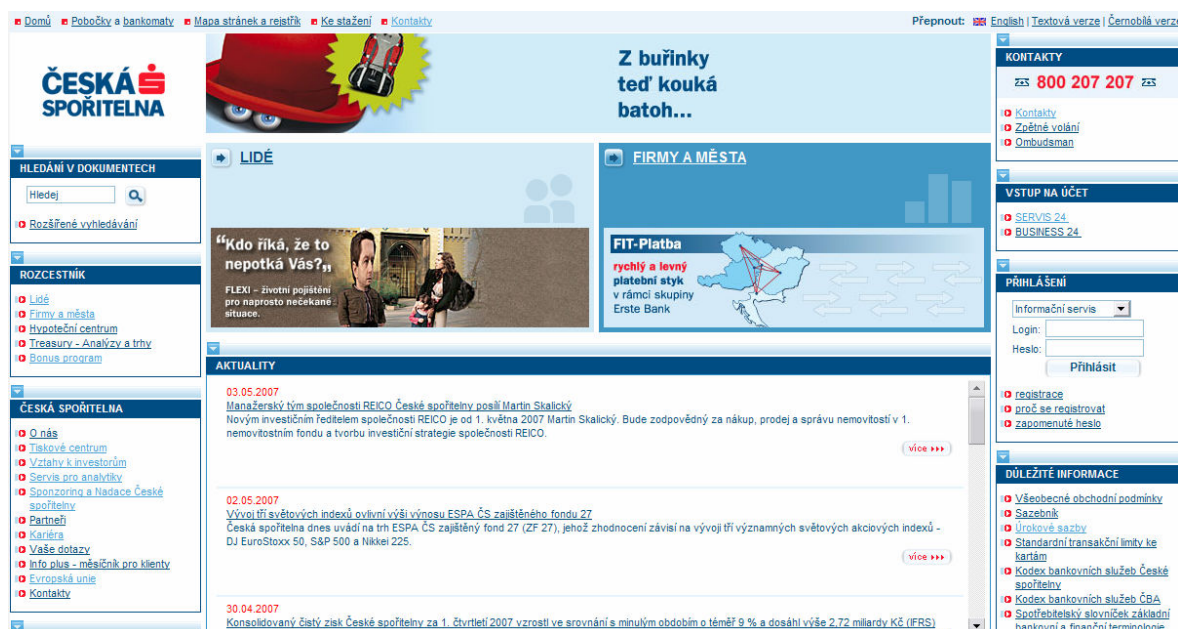 Domů Pobočky a bankomaty Mapa stránek a rejstřík Ke stažení Kontakty
Přepnout: English | Textová verze | Černobílá verze
ČESKÁ
SPOŘITELNA
Z buřinky
teď kouká
batoh...
HLEDÁNÍ V DOKUMENTECH
Hledej
Rozšířené vyhledávání
ROZCESTNÍK
Lidé
Firmy a města
Hypoteční centrum
Treasury - Analýzy a trhy
Bonus program
ČESKÁ SPOŘITELNA
O nás
Tiskové centrum
Vztahy k investorům
Servis pro analytiky
Sponzoring a Nadace České
spořitelny
Partneři
Kariéra
Vaše dotazy
Info plus - měsíčník pro klienty
Evropská unie
Kontakty
LIDÉ
“Kdo říká, že to
nepotká Vás?„
FLEXI – životní pojištění
pro naprosto nečekané
situace.
FIRMY A MĚSTA
FIT-Platba
rychlý a levný
platební styk
v rámci skupiny
Erste Bank
AKTUALITY
03.05.2007
Manažerský tým společnosti REICO České spořitelny posílí Martin Skalický
Novým investičním ředitelem společnosti REICO je od 1. května 2007 Martin Skalický. Bude zodpovědný za nákup, prodej a správu nemovitostí v 1.
nemovitostním fondu a tvorbu investiční strategie společnosti REICO.
více
02.05.2007
Vývoj tří světových indexů ovlivní výši výnosu ESPA ČS zajištěného fondu 27
Česká spořitelna dnes uvádí na trh ESPA ČS zajištěný fond 27 (ZF 27), jehož zhodnocení závisí na vývoji tří významných světových akciových indexů -
DJ EuroStoxx 50, S&P 500 a Nikkei 225.
více
30.04.2007
Konsolidovaný čistý zisk České spořitelny za 1. čtvrtletí 2007 vzrostl ve srovnání s minulým obdobím o téměř 9 % a dosáhl výše 2,72 miliardy Kč (IFRS)
KONTAKTY
800 207 207
Kontakty
Zpětné volání
Ombudsman
VSTUP NA ÚČET
SERVIS 24
BUSINESS 24
PŘIHLÁŠENÍ
Informační servis
Login:
Heslo:
Přihlásit
registrace
proč se registrovat
zapomenuté heslo
DŮLEŽITÉ INFORMACE
Všeobecné obchodní podmínky
Sazebník
Úrokové sazby
Standardní transakční limity ke
kartám
Kodex bankovních služeb České
spořitelny
Kodex bankovních služeb ČBA
Spotřebitelský slovníček základní
bankovní a finanční terminologie